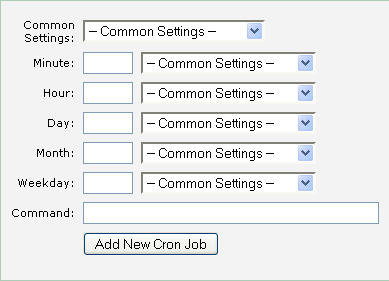 Common Settings: -- Common Settings --
Minute: -- Common Settings --
Hour: -- Common Settings --
Day: -- Common Settings --
Month: -- Common Settings --
Weekday: -- Common Settings --
Command:
Add New Cron Job